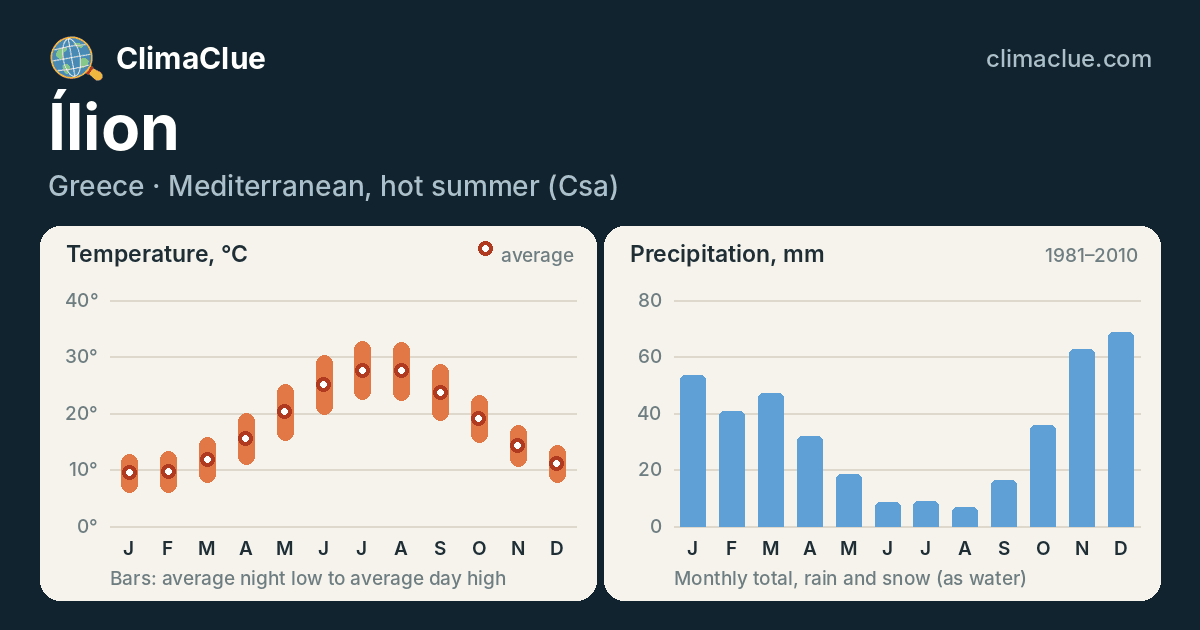 ClimaClue
climaclue.com
Ílion
Greece · Mediterranean, hot summer (Csa)
Temperature, °C
average
40°
30°
20°
10°
0°
J F M A M J J A S O N D
Bars: average night low to average day high
Precipitation, mm
1981–2010
80
60
40
20
0
J F M A M J J A S O N D
Monthly total, rain and snow (as water)